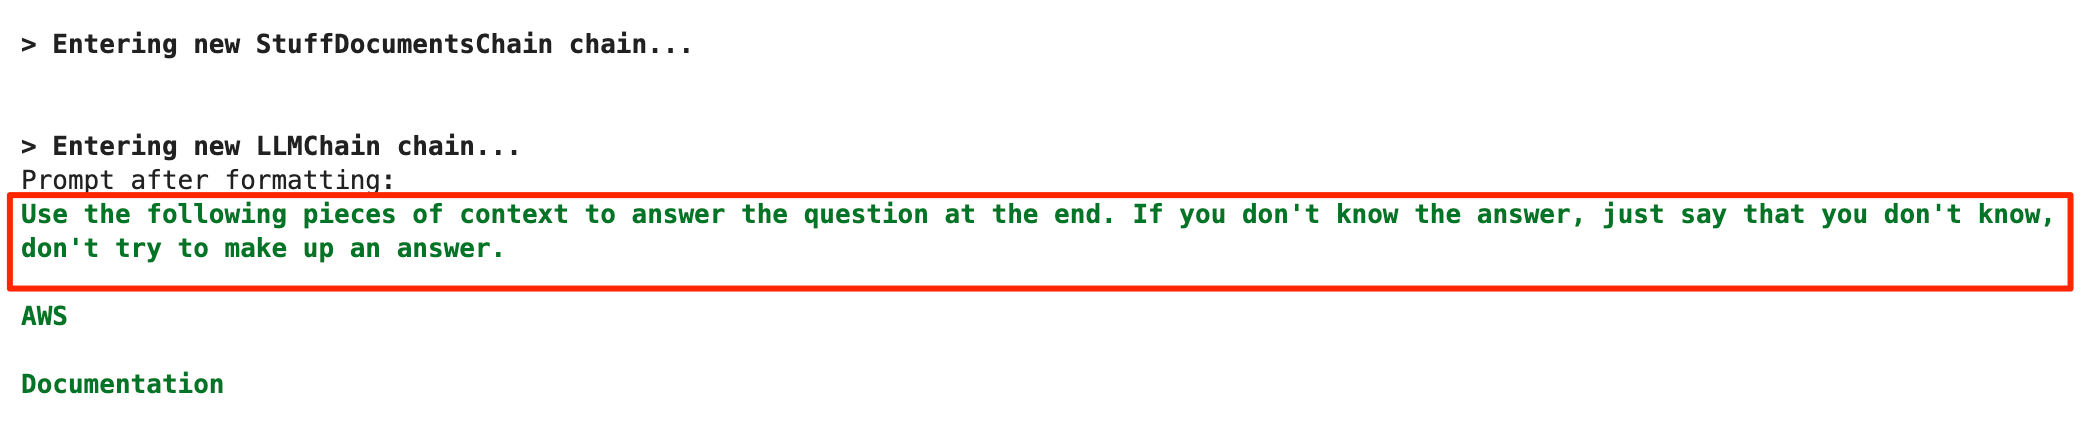 > Entering new StuffDocumentsChain chain...
> Entering new LLMChain chain...
Prompt after formatting:
Use the following pieces of context to answer the question at the end. If you don't know the answer, just say that you don't know,
don't try to make up an answer.
AWS
Documentation